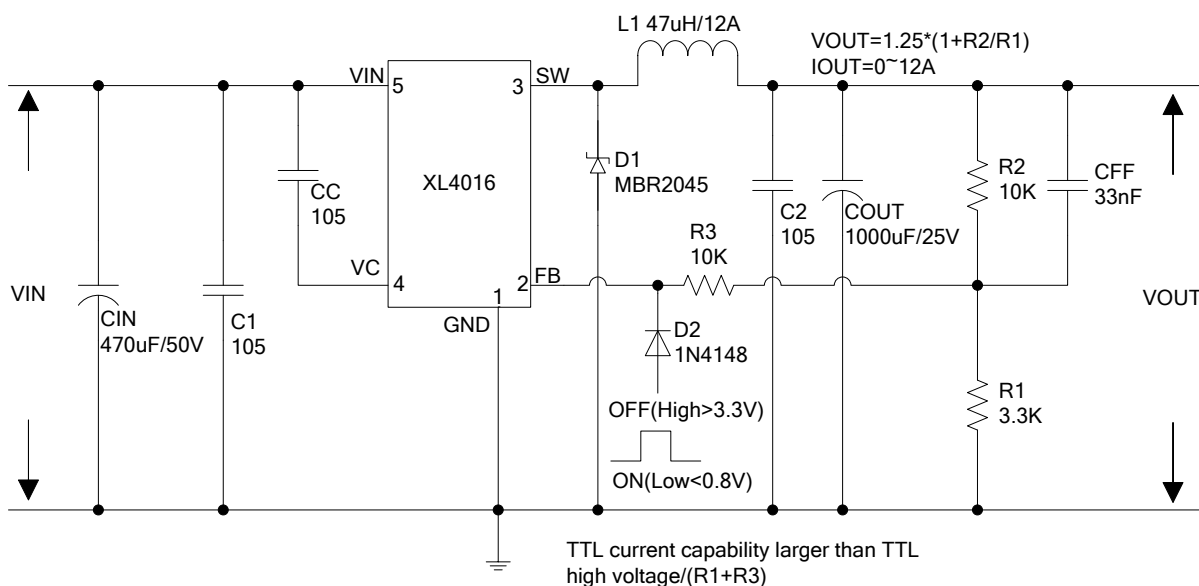 L1 47uH/12A
VOUT=1.25*(1+R2/R1)
IOUT=0~12A
VIN
5
3
SW
XL4016
CC
105
D1
MBR2045
C2
105
COUT
1000uF/25V
R2
10K
CFF
33nF
R3
10K
VC
4
2
FB
1
GND
VIN
VOUT
CIN
470uF/50V
C1
105
D2
1N4148
OFF(High>3.3V)
ON(Low<0.8V)
R1
3.3K
TTL current capability larger than TTL
high voltage/(R1+R3)